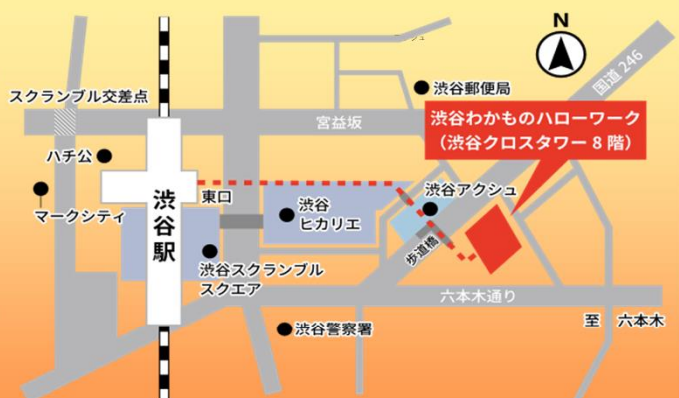 N
国道 246
スクランブル交差点
渋谷郵便局
宮益坂
渋谷わかものハローワーク
(渋谷クロスタワー 8 階)
ハチ公
渋谷アクシュ
マークシティ
渋谷駅
東口
渋谷
ヒカリエ
歩道橋
渋谷スクランブル
スクエア
六本木通り
至 六本木
渋谷警察署